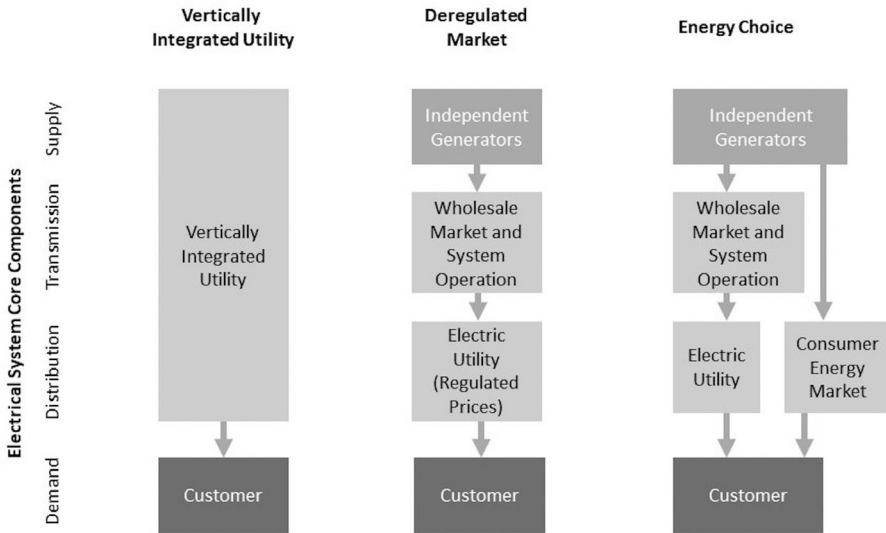 Vertically
Integrated Utility
Deregulated
Market
Energy Choice
Electrical System Core Components
Supply
Transmission
Distribution
Demand
Vertically
Integrated
Utility
Customer
Independent
Generators
Wholesale
Market and
System
Operation
Electric
Utility
(Regulated
Prices)
Customer
Independent
Generators
Wholesale
Market and
System
Operation
Electric
Utility
Consumer
Energy
Market
Customer